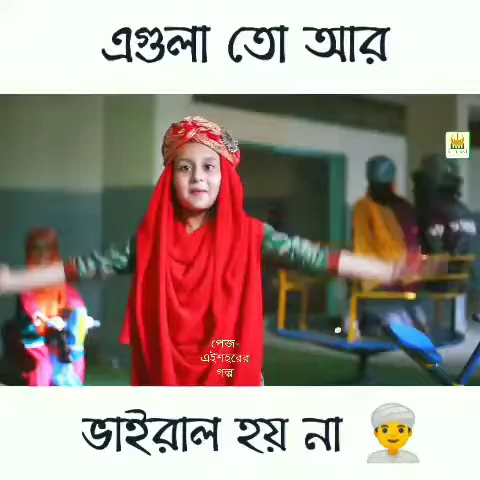 এগুলা তো আর
পেজ-
এইশহরের
গল্প
ভাইরাল হয় না